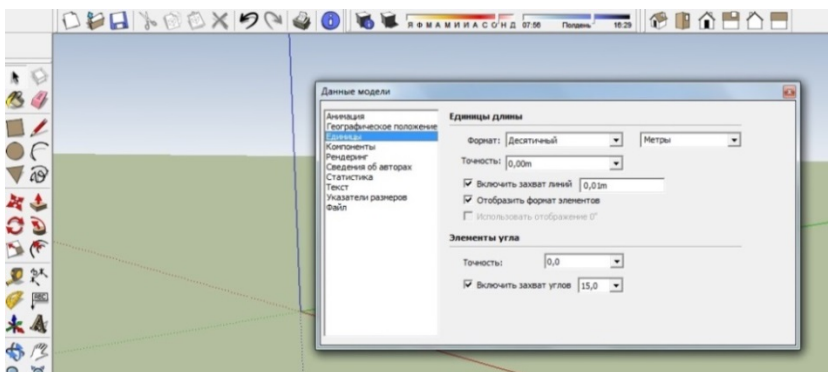 Я Ф М А М И И А С О Н Д 07:56 Полдень 16:29
Данные модели
Анимация
Географическое положение
Единицы
Компоненты
Рендеринг
Сведения об авторах
Статистика
Текст
Указатели размеров
Файл
Единицы длины
Формат: Десятичный Метры
Точность: 0,00m
Включить захват линий 0,01m
Отобразить формат элементов
Использовать отображение 0"
Элементы угла
Точность: 0,0
Включить захват углов 15,0
ABC